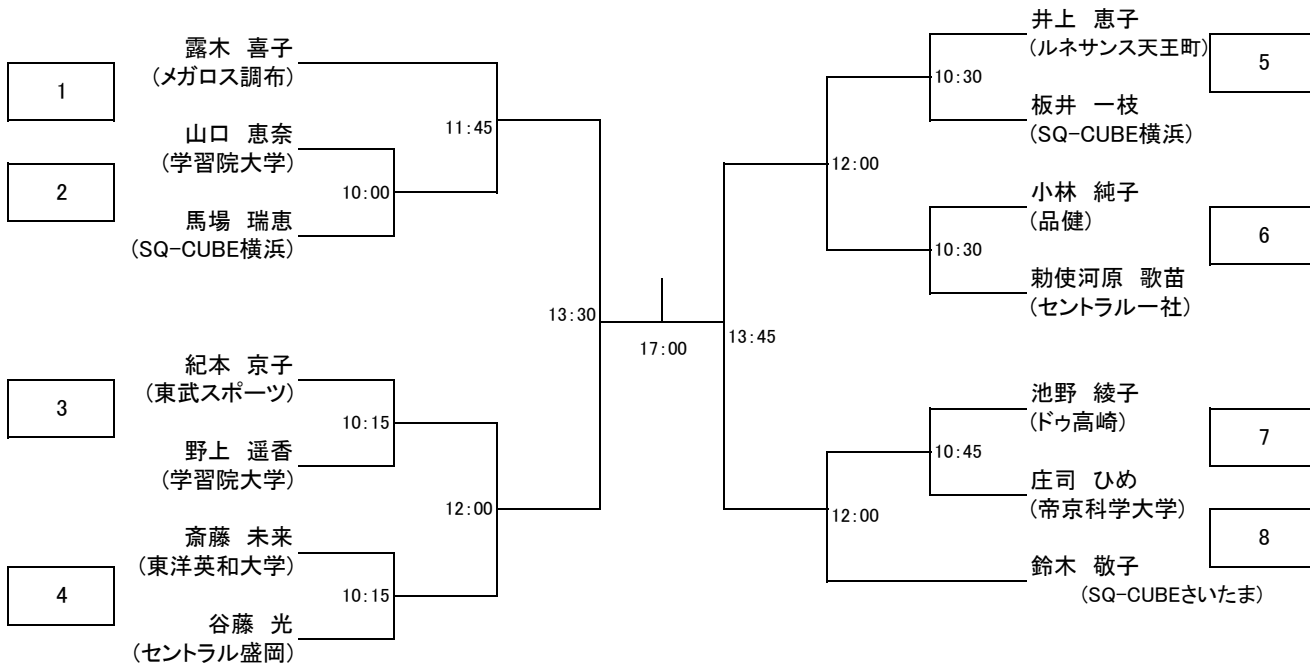 露木 喜子
(メガロス調布)
1
11:45
山口 恵奈
(学習院大学)
2
10:00
馬場 瑞恵
(SQ-CUBE横浜)
13:30
紀本 京子
(東武スポーツ)
3
10:15
野上 遥香
(学習院大学)
12:00
斎藤 未来
(東洋英和大学)
4
10:15
谷藤 光
(セントラル盛岡)
17:00
井上 恵子
(ルネサンス天王町)
5
10:30
板井 一枝
(SQ-CUBE横浜)
12:00
小林 純子
(品健)
6
10:30
勅使河原 歌苗
(セントラル一社)
13:45
池野 綾子
(ドゥ高崎)
7
10:45
庄司 ひめ
(帝京科学大学)
12:00
8
鈴木 敬子
(SQ-CUBEさいたま)